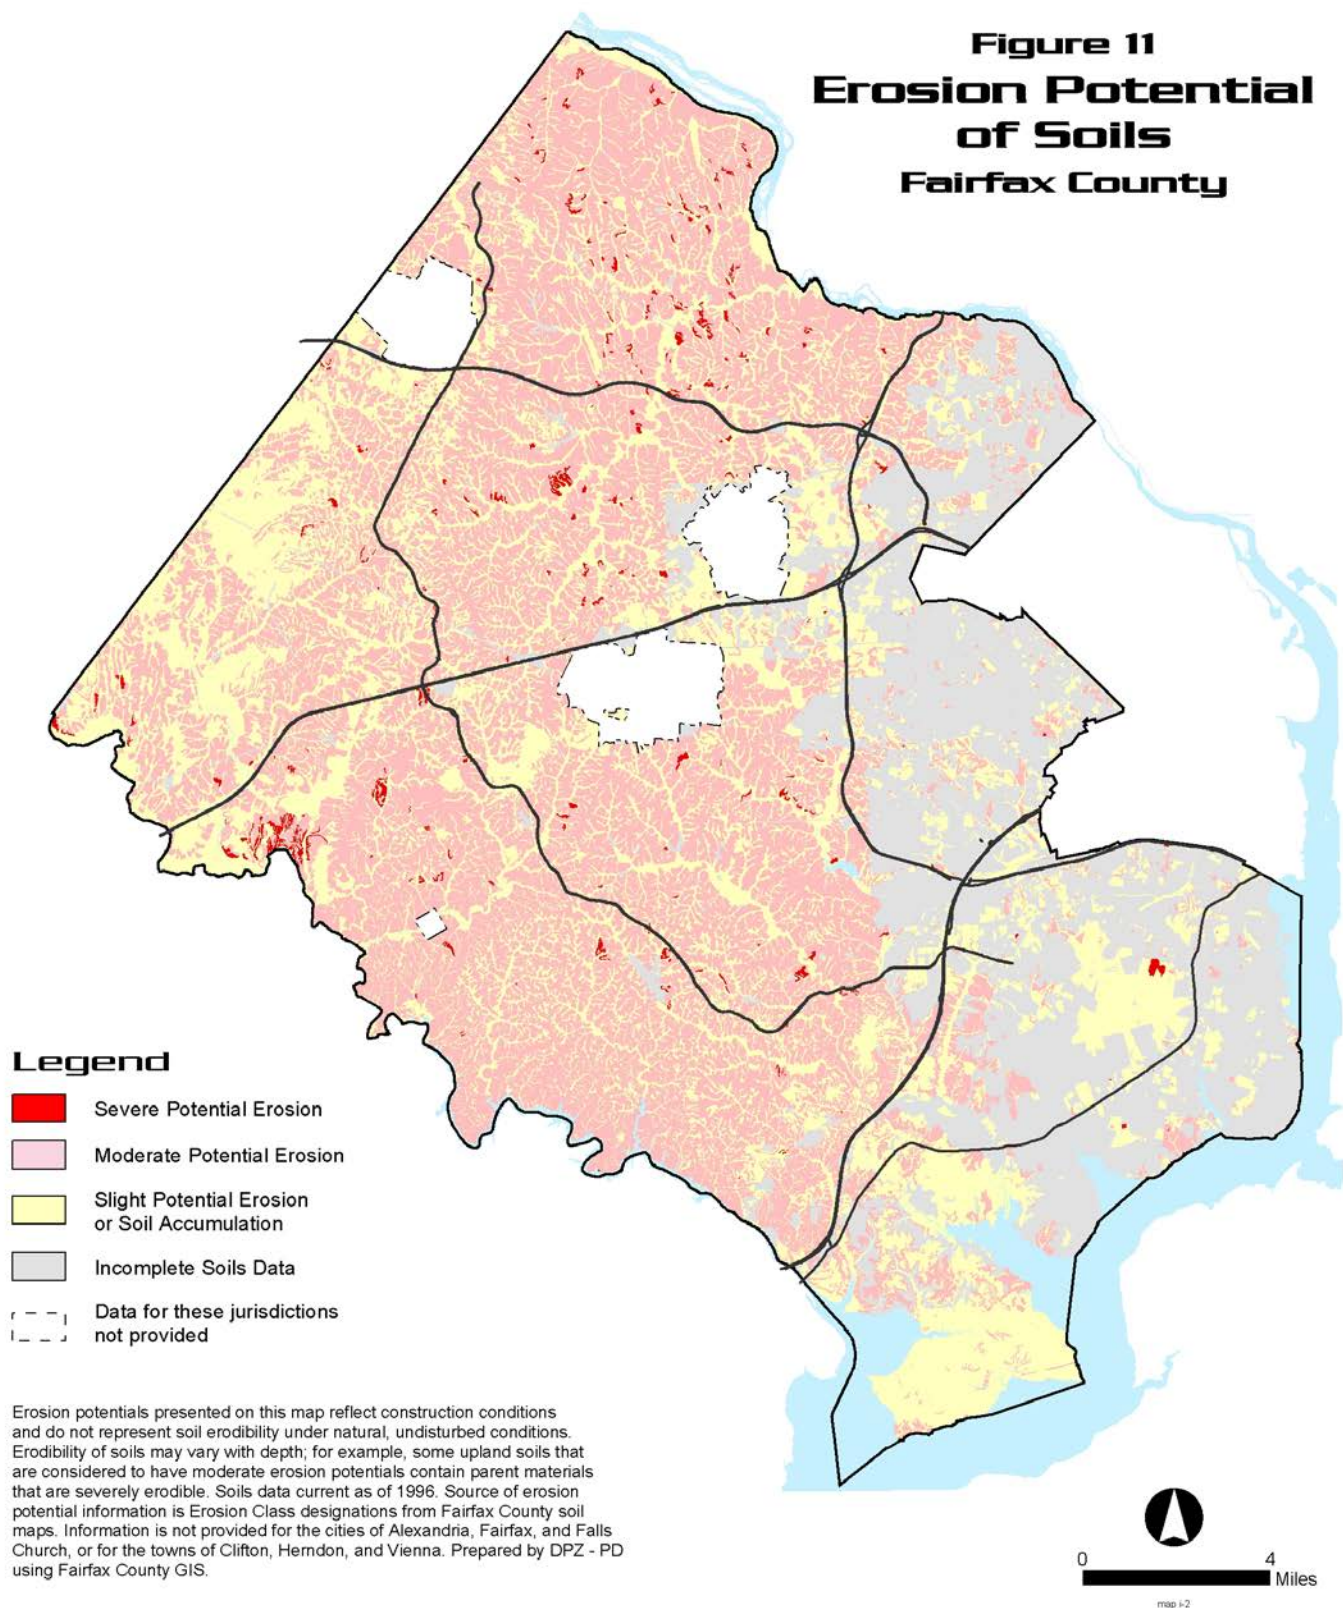 Figure 11
Erosion Potential
of Soils
Fairfax County
Legend
Severe Potential Erosion
Moderate Potential Erosion
Slight Potential Erosion
or Soil Accumulation
Incomplete Soils Data
Data for these jurisdictions
not provided
Erosion potentials presented on this map reflect construction conditions
and do not represent soil erodibility under natural, undisturbed conditions.
Erodibility of soils may vary with depth; for example, some upland soils that
are considered to have moderate erosion potentials contain parent materials
that are severely erodible. Soils data current as of 1996. Source of erosion
potential information is Erosion Class designations from Fairfax County soil
maps. Information is not provided for the cities of Alexandria, Fairfax, and Falls
Church, or for the towns of Clifton, Herndon, and Vienna. Prepared by DPZ - PD
using Fairfax County GIS.
0 4
Miles
map i-2